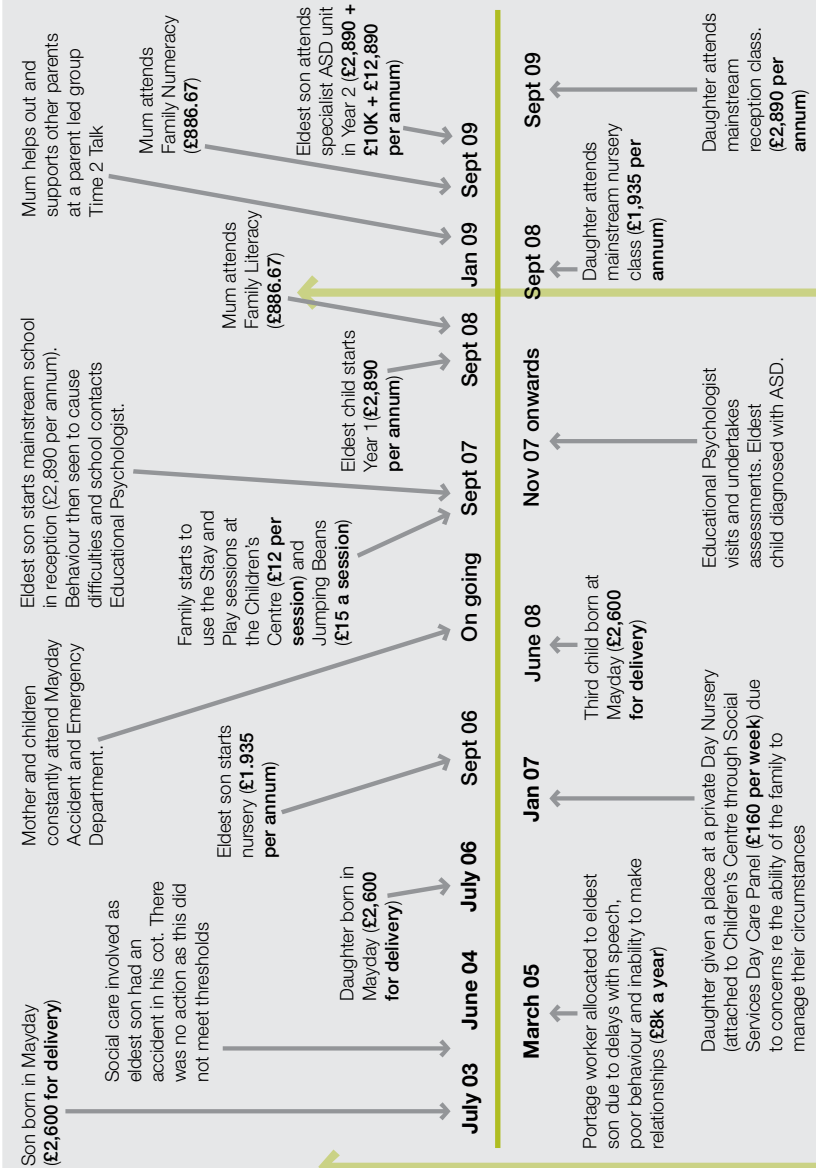 Son born in Mayday
(£2,600 for delivery)
Social care involved as
eldest son had an
accident in his cot. There
was no action as this did
not meet thresholds
Mother and children
constantly attend Mayday
Accident and Emergency
Department.
Eldest son starts mainstream school
in reception (£2,890 per annum).
Behaviour then seen to cause
difficulties and school contacts
Educational Psychologist.
Mum helps out and
supports other parents
at a parent led group
Time 2 Talk
Daughter born in
Mayday (£2,600
for delivery)
Eldest son starts
nursery (£1.935
per annum)
Family starts to
use the Stay and
Play sessions at
the Children's
Centre (£12 per
session) and
Jumping Beans
(£15 a session)
Eldest child starts
Year 1(£2,890
per annum)
Mum attends
Family Literacy
(£886.67)
Mum attends
Family Numeracy
(£886.67)
Eldest son attends
specialist ASD unit
in Year 2 (£2,890 +
£10K + £12,890
per annum)
July 03
June 04
July 06
Sept 06
On going
Sept 07
Sept 08
Jan 09
Sept 09
March 05
Jan 07
June 08
Nov 07 onwards
Sept 08
Sept 09
Portage worker allocated to eldest
son due to delays with speech,
poor behaviour and inability to make
relationships (£8k a year)
Daughter given a place at a private Day Nursery
(attached to Children's Centre through Social
Services Day Care Panel (£160 per week) due
to concerns re the ability of the family to
manage their circumstances
Third child born at
Mayday (£2,600
for delivery)
Educational Psychologist
visits and undertakes
assessments. Eldest
child diagnosed with ASD.
Daughter attends
mainstream nursery
class (£1,935 per
annum)
Daughter attends
mainstream
reception class.
(£2,890 per
annum)